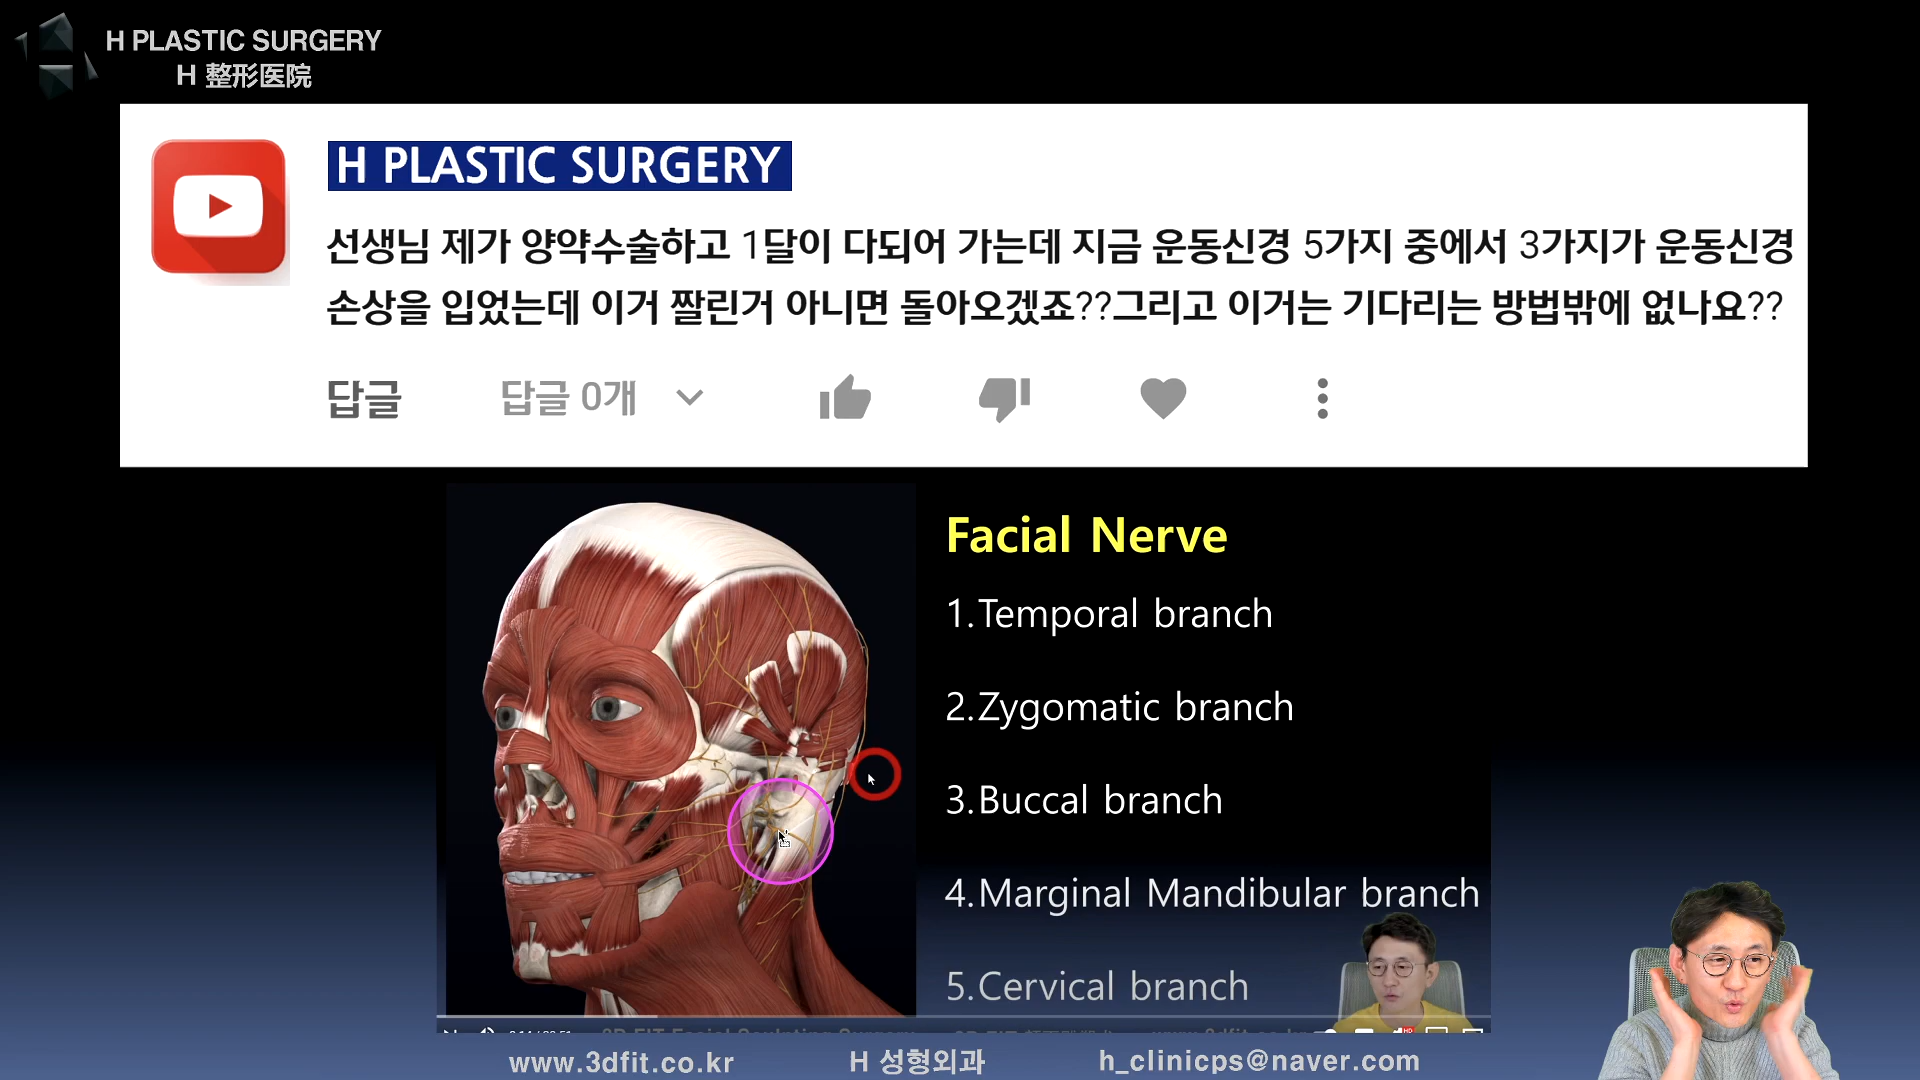 H PLASTIC SURGERY
H 整形医院
H PLASTIC SURGERY
선생님 제가 양약수술하고 1달이 다되어 가는데 지금 운동신경 5가지 중에서 3가지가 운동신경
손상을 입었는데 이거 짤린거 아니면 돌아오겠죠??그리고 이거는 기다리는 방법밖에 없나요??
답글 답글 0개
Facial Nerve
1.Temporal branch
2.Zygomatic branch
3.Buccal branch
4.Marginal Mandibular branch
5.Cervical branch
www.3dfit.co.kr H 성형외과 h_clinicps@naver.com